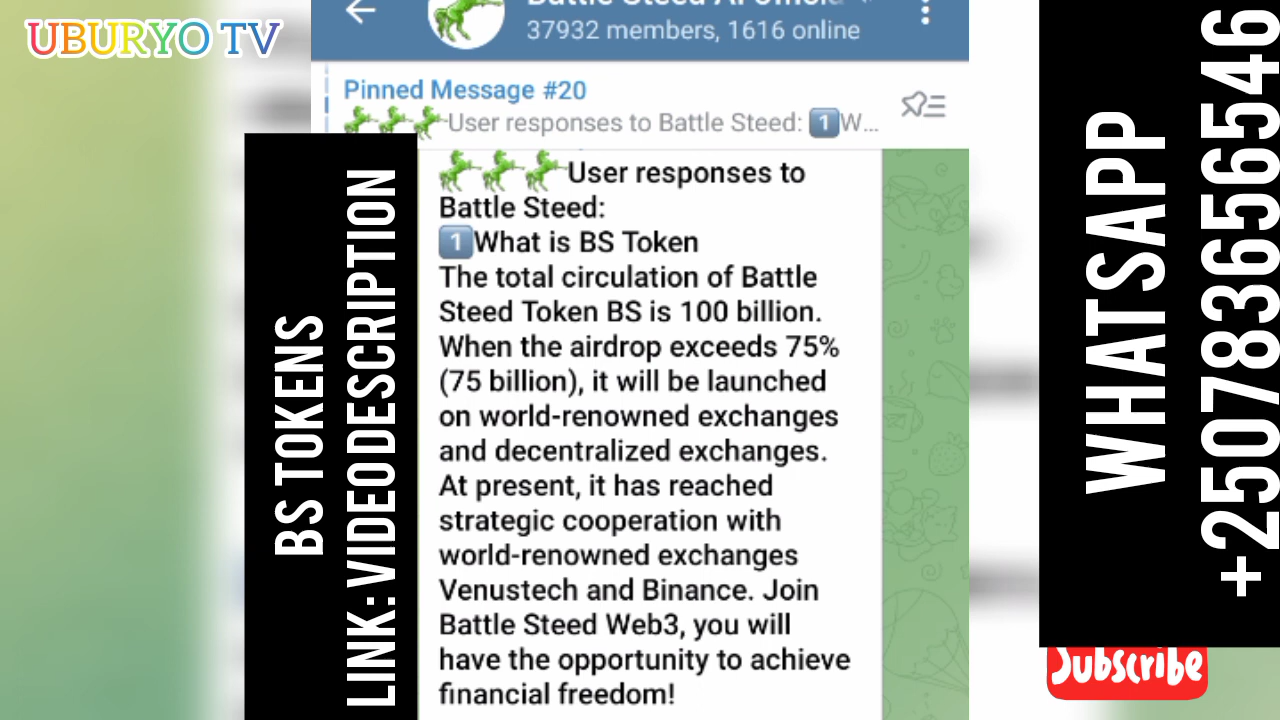 UBURYO TV
37932 members, 1616 online
Pinned Message #20
User responses to Battle Steed: 1 W...
User responses to
Battle Steed:
1 What is BS Token
The total circulation of Battle
Steed Token BS is 100 billion.
When the airdrop exceeds 75%
(75 billion), it will be launched
on world-renowned exchanges
and decentralized exchanges.
At present, it has reached
strategic cooperation with
world-renowned exchanges
Venustech and Binance. Join
Battle Steed Web3, you will
have the opportunity to achieve
financial freedom!
BS TOKENS
LINK:VIDEODESCRIPTION
WHATSAPP
+250783656546
Subscribe